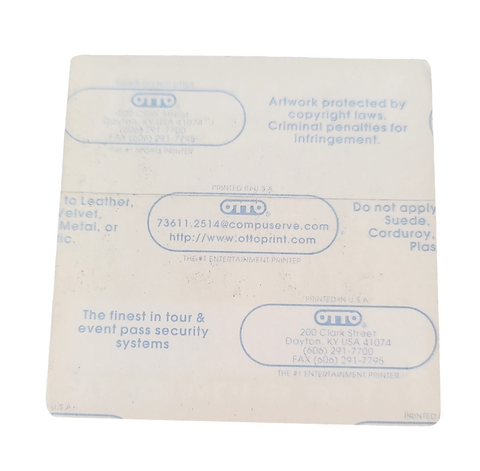 OTTO®
Artwork protected by
copyright laws.
Criminal penalties for
infringement.
PRINTED IN U.S.A.
to Leather,
Velvet,
Metal, or
tic.
OTTO®
73611.2514@compuserve.com
http://www.ottoprint.com
THE #1 ENTERTAINMENT PRINTER
Do not apply
Suede,
Corduroy,
Plas
The finest in tour &
event pass security
systems
PRINTED IN U.S.A.
OTTO®
200 Clark Street
Dayton, KY USA 41074
(606) 291-7700
FAX (606) 291-7795
THE #1 ENTERTAINMENT PRINTER
U.S.A.
PRINTED